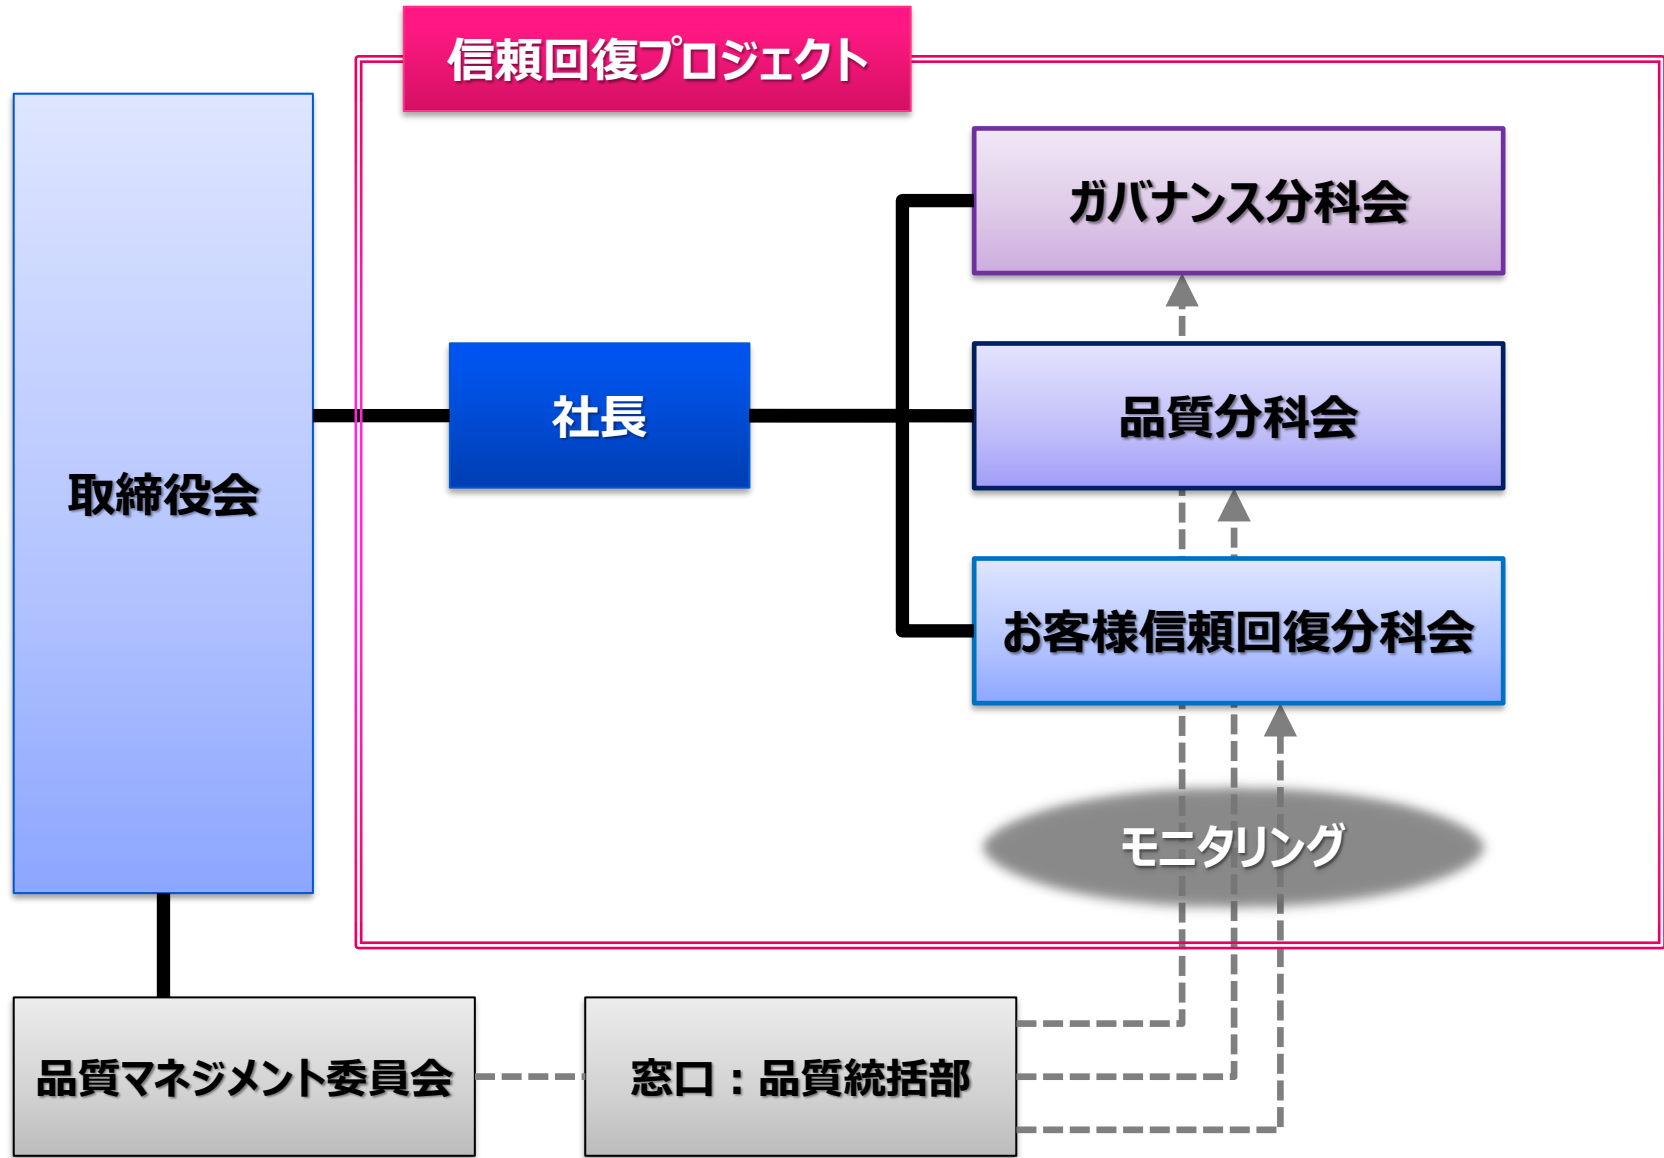 信頼回復プロジェクト
取締役会
社長
ガバナンス分科会
品質分科会
お客様信頼回復分科会
モニタリング
品質マネジメント委員会
窓口：品質統括部